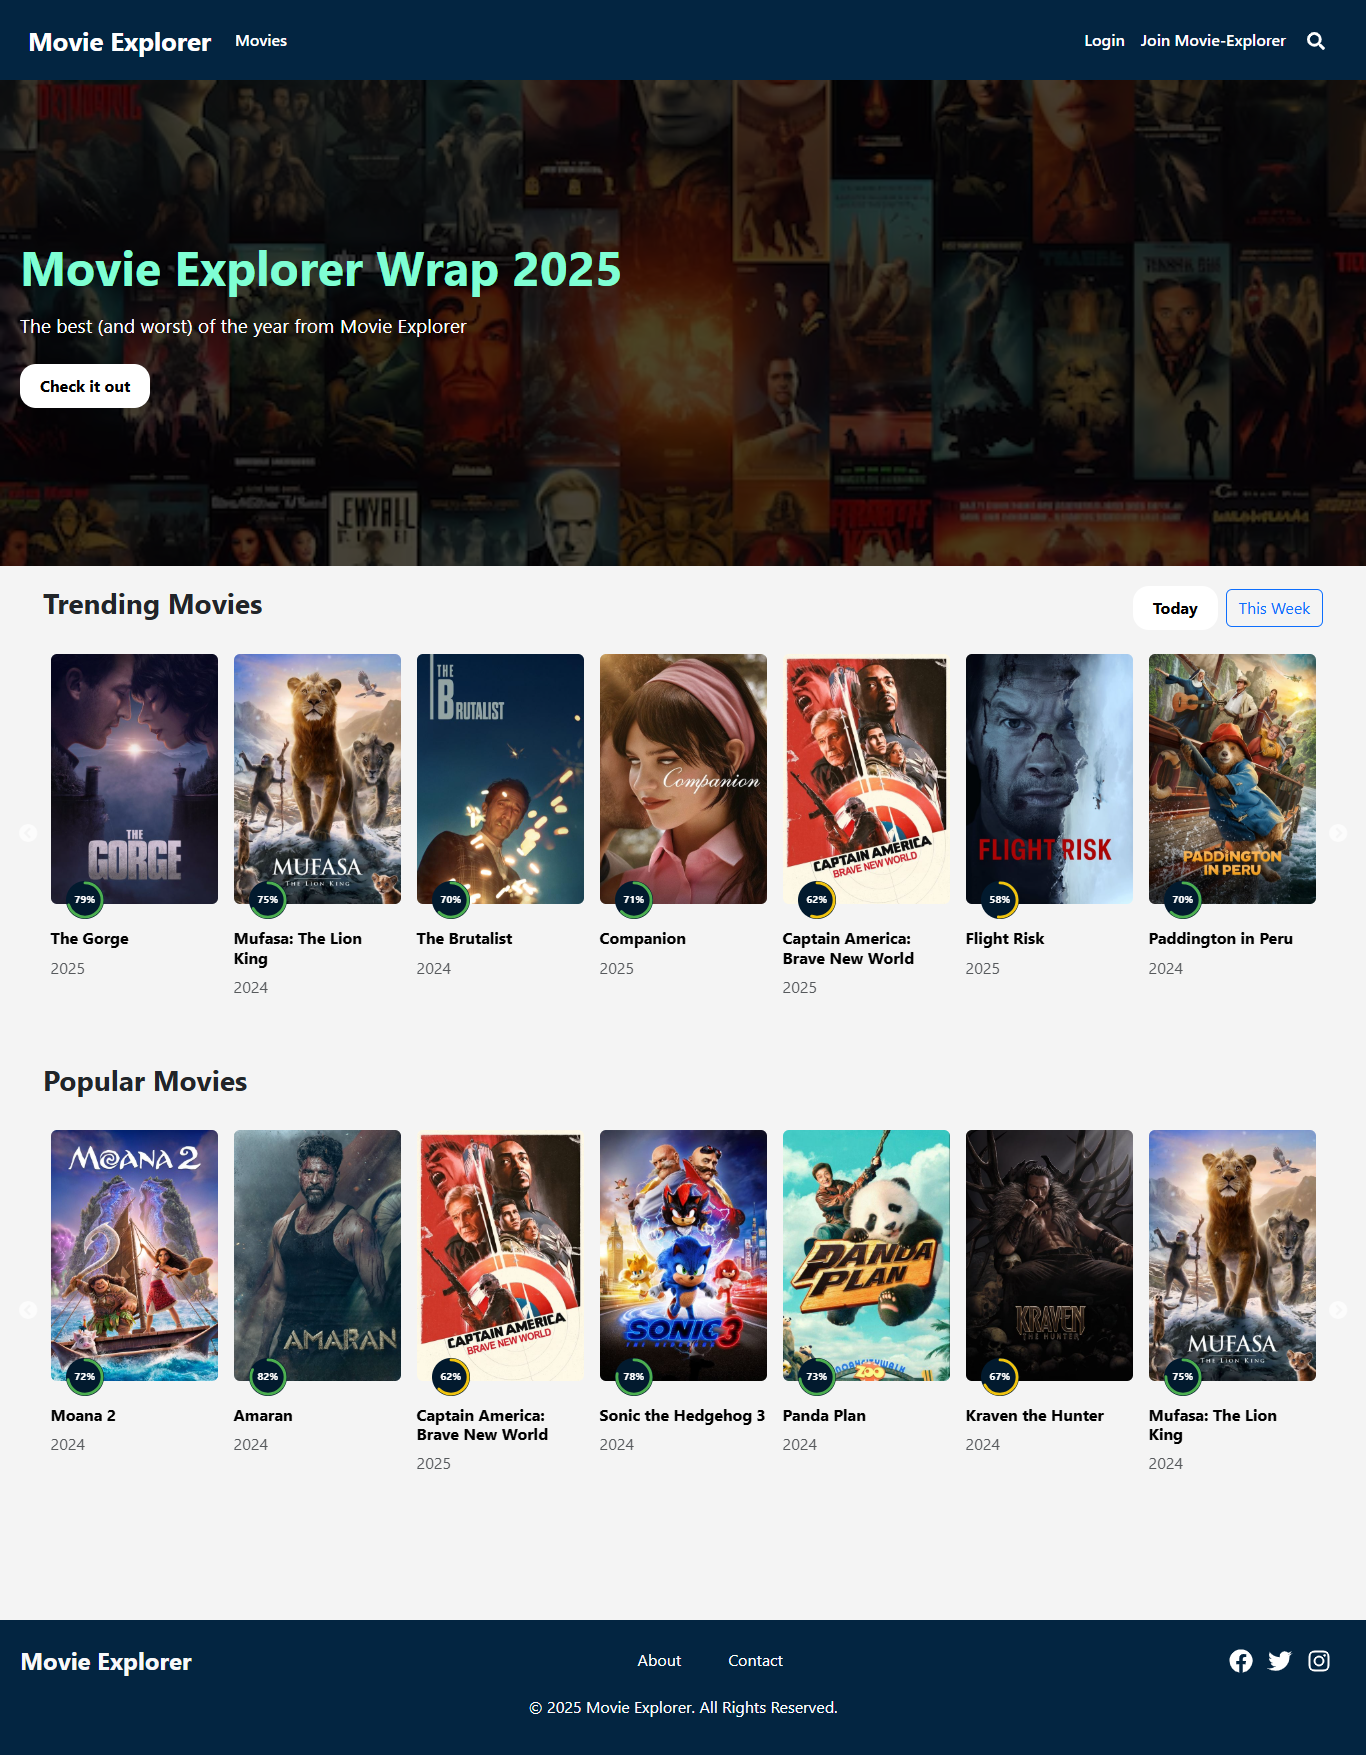 Movie Explorer
Movies
Login
Join Movie-Explorer
Movie Explorer Wrap 2025
The best (and worst) of the year from Movie Explorer
Check it out
Trending Movies
Today
This Week
THE
GORGE
MUFASA
THE LION KING
THE
BRUTALIST
Companion
CAPTAIN AMERICA
BRAVE NEW WORLD
FLIGHT RISK
PADDINGTON
IN PERU
79%
75%
70%
71%
62%
58%
70%
The Gorge
2025
Mufasa: The Lion
King
2024
The Brutalist
2024
Companion
2025
Captain America:
Brave New World
2025
Flight Risk
2025
Paddington in Peru
2024
Popular Movies
MOANA 2
AMARAN
CAPTAIN AMERICA
BRAVE NEW WORLD
SONIC 3
THE HEDGEHOG
PANDA
PLAN
ZOO
KRAVEN
THE HUNTER
MUFASA
THE LION KING
72%
82%
62%
78%
73%
67%
75%
Moana 2
2024
Amaran
2024
Captain America:
Brave New World
2025
Sonic the Hedgehog 3
2024
Panda Plan
2024
Kraven the Hunter
2024
Mufasa: The Lion
King
2024
Movie Explorer
About
Contact
© 2025 Movie Explorer. All Rights Reserved.